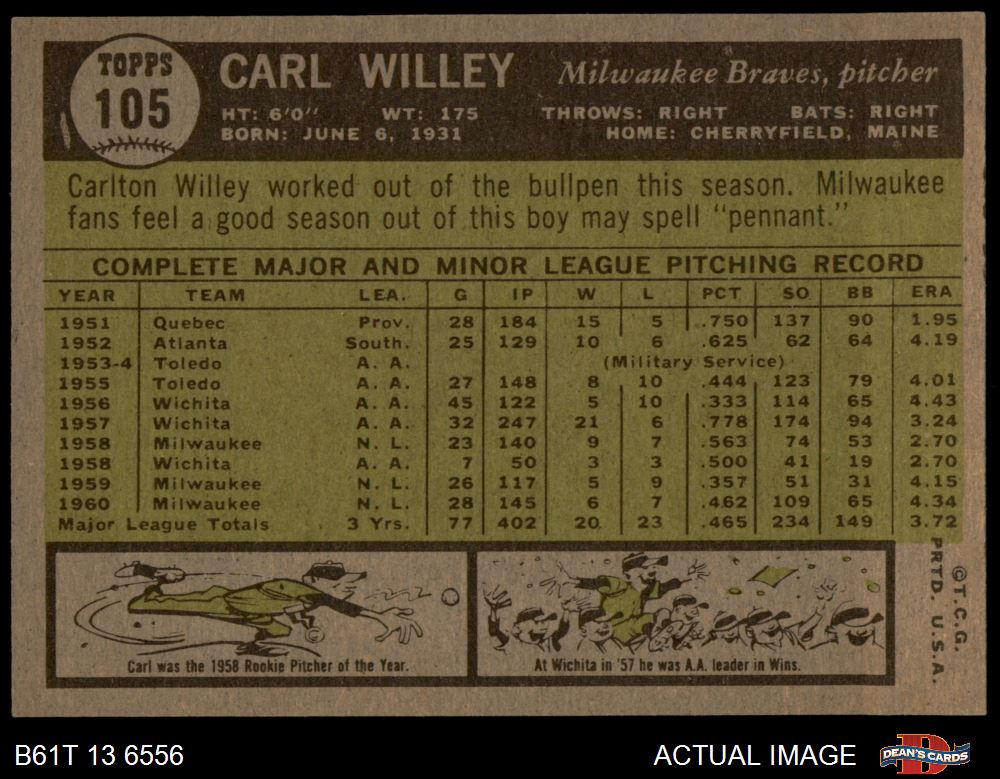 TOPPS
105
CARL WILLEY Milwaukee Braves, pitcher
HT: 6'0" WT: 175 THROWS: RIGHT BATS: RIGHT
BORN: JUNE 6, 1931 HOME: CHERRYFIELD, MAINE
Carlton Willey worked out of the bullpen this season. Milwaukee
fans feel a good season out of this boy may spell "pennant."
COMPLETE MAJOR AND MINOR LEAGUE PITCHING RECORD
YEAR TEAM LEA. G IP W L PCT SO BB ERA
1951 Quebec Prov. 28 184 15 5 .750 137 90 1.95
1952 Atlanta South. 25 129 10 6 .625 62 64 4.19
1953-4 Toledo A. A. (Military Service)
1955 Toledo A. A. 27 148 8 10 .444 123 79 4.01
1956 Wichita A. A. 45 122 5 10 .333 114 65 4.43
1957 Wichita A. A. 32 247 21 6 .778 174 94 3.24
1958 Milwaukee N. L. 23 140 9 7 .563 74 53 2.70
1958 Wichita A. A. 7 50 3 3 .500 41 19 2.70
1959 Milwaukee N. L. 26 117 5 9 .357 51 31 4.15
1960 Milwaukee N. L. 28 145 6 7 .462 109 65 4.34
Major League Totals 3 Yrs. 77 402 20 23 .465 234 149 3.72
Carl was the 1958 Rookie Pitcher of the Year.
At Wichita in '57 he was A.A. leader in Wins.
©T.C.G.
PRTD. U.S.A.
B61T 13 6556 ACTUAL IMAGE
D
DEAN'S CARDS